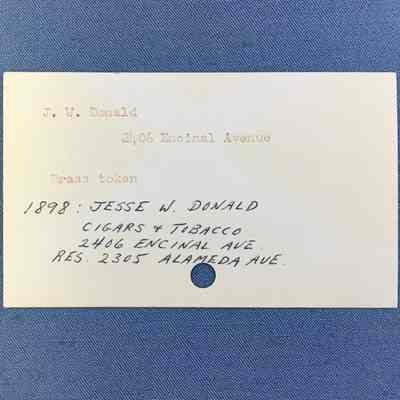 J. W. Donald
2406 Encinal Avenue
Brass token
1898: JESSE W. DONALD
CIGARS & TOBACCO
2406 ENCINAL AVE.
RES. 2305 ALAMEDA AVE.